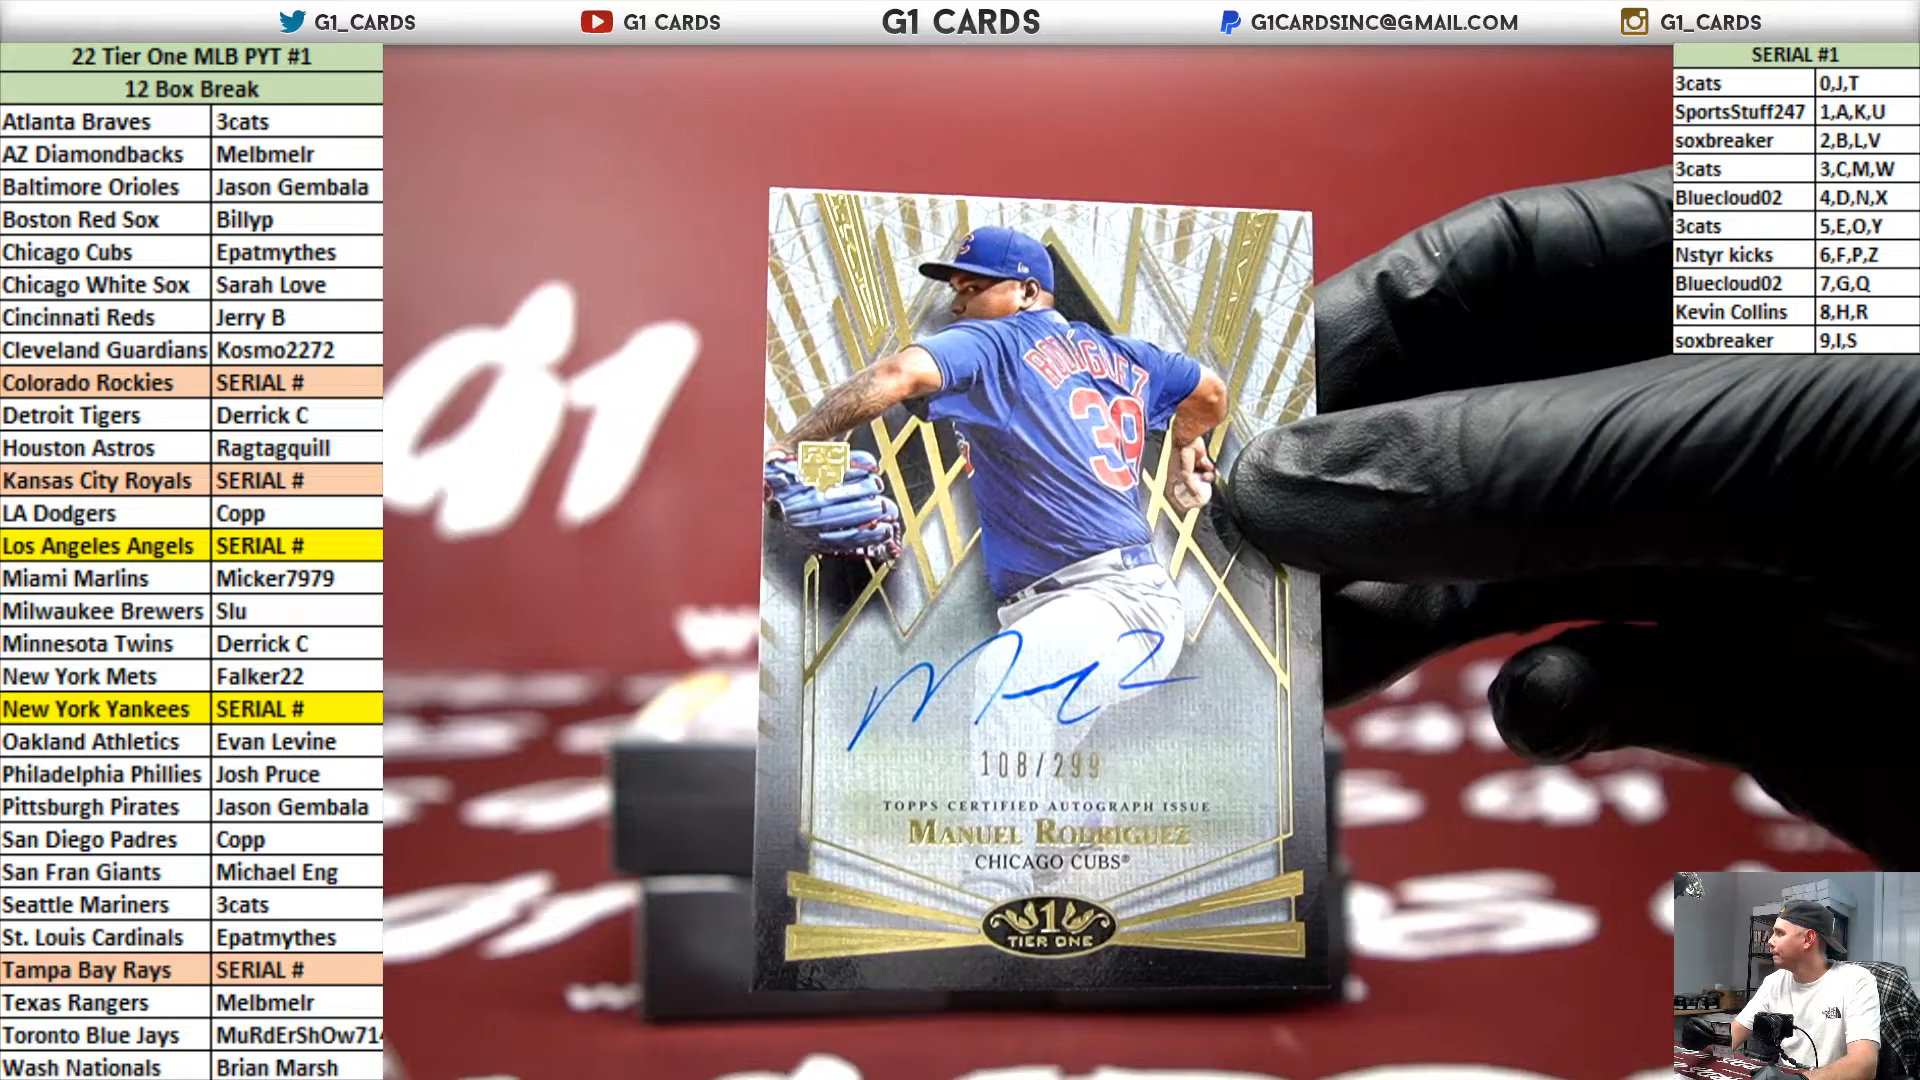 G1_CARDS
G1 CARDS
G1 CARDS
G1CARDSINC@GMAIL.COM
G1_CARDS
22 Tier One MLB PYT #1
12 Box Break
Atlanta Braves 3cats
AZ Diamondbacks Melbmelr
Baltimore Orioles Jason Gembala
Boston Red Sox Billyp
Chicago Cubs Epatmythes
Chicago White Sox Sarah Love
Cincinnati Reds Jerry B
Cleveland Guardians Kosmo2272
Colorado Rockies SERIAL #
Detroit Tigers Derrick C
Houston Astros Ragtagquill
Kansas City Royals SERIAL #
LA Dodgers Copp
Los Angeles Angels SERIAL #
Miami Marlins Micker7979
Milwaukee Brewers Slu
Minnesota Twins Derrick C
New York Mets Falker22
New York Yankees SERIAL #
Oakland Athletics Evan Levine
Philadelphia Phillies Josh Pruce
Pittsburgh Pirates Jason Gembala
San Diego Padres Copp
San Fran Giants Michael Eng
Seattle Mariners 3cats
St. Louis Cardinals Epatmythes
Tampa Bay Rays SERIAL #
Texas Rangers Melbmelr
Toronto Blue Jays MuRdErShOw71
Wash Nationals Brian Marsh
RODRÍGUEZ
39
RC
108/299
TOPPS CERTIFIED AUTOGRAPH ISSUE
MANUEL RODRIGUEZ
CHICAGO CUBS®
1
TIER ONE
SERIAL #1
3cats 0,J,T
SportsStuff247 1,A,K,U
soxbreaker 2,B,L,V
3cats 3,C,M,W
Bluecloud02 4,D,N,X
3cats 5,E,O,Y
Nstyr kicks 6,F,P,Z
Bluecloud02 7,G,Q
Kevin Collins 8,H,R
soxbreaker 9,I,S